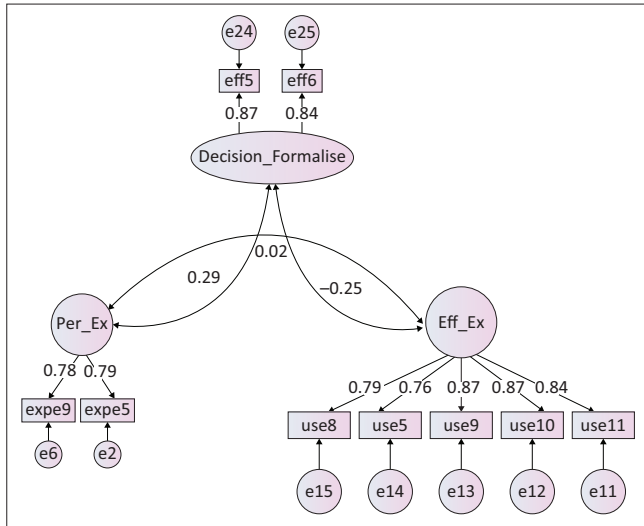 e24 e25
eff5 eff6
0.87 0.84
Decision_Formalise
0.29 0.02 –0.25
Per_Ex Eff_Ex
0.78 0.79
0.79 0.76 0.87 0.87 0.84
expe9 expe5
use8 use5 use9 use10 use11
e6 e2
e15 e14 e13 e12 e11